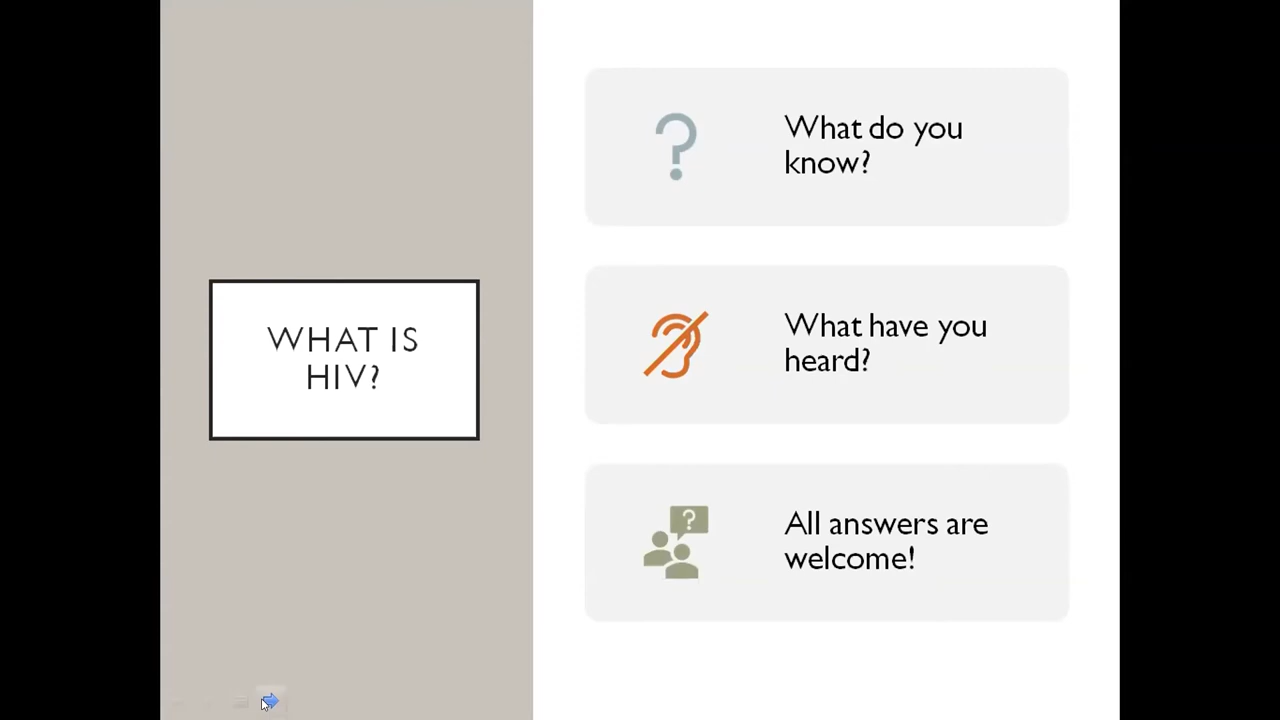 WHAT IS
HIV?
What do you
know?
What have you
heard?
?
All answers are
welcome!